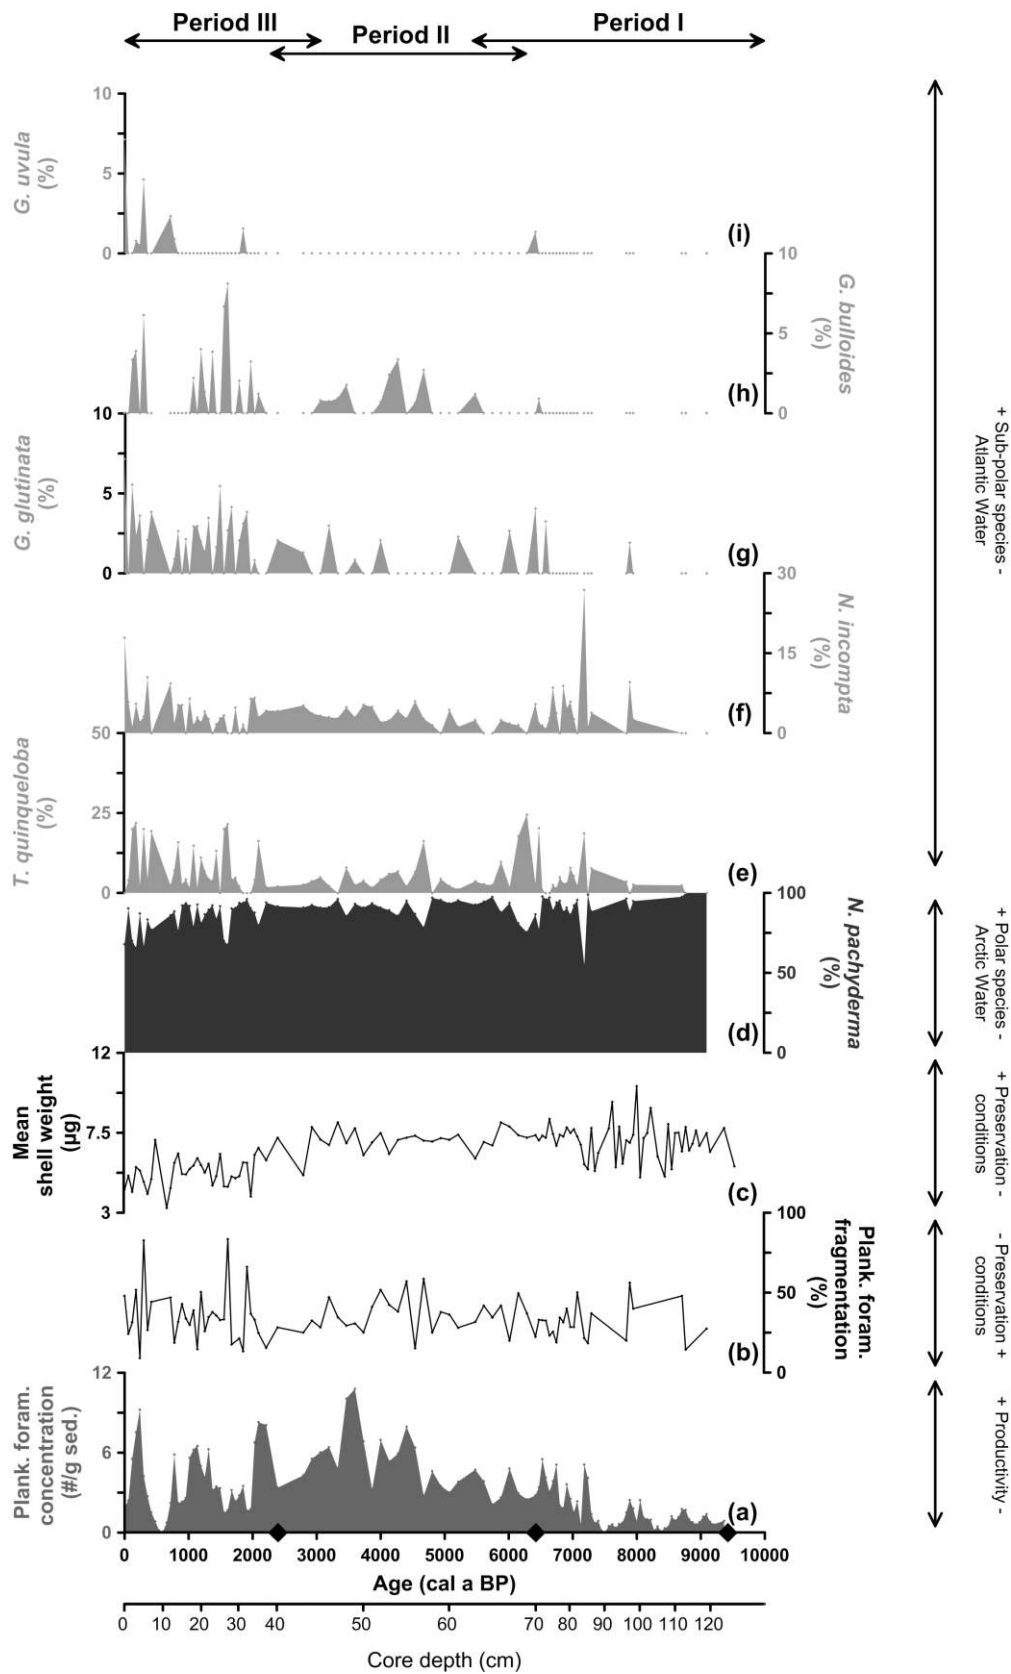 Period III
Period II
Period I
10
5
0
G. uvula
(%)
(i)
10
5
0
G. bulloides
(%)
(h)
10
5
0
G. glutinata
(%)
(g)
30
15
0
N. incompta
(%)
(f)
50
25
0
T. quinqueloba
(%)
(e)
100
50
0
N. pachyderma
(%)
(d)
12
7.5
3
Mean
shell weight
(µg)
(c)
100
50
0
Plank. foram.
fragmentation
(%)
(b)
12
6
0
Plank. foram.
concentration
(#/g sed.)
(a)
+ Sub-polar species -
Atlantic Water
+ Polar species -
Arctic Water
+ Preservation -
conditions
- Preservation +
conditions
+ Productivity -
0 1000 2000 3000 4000 5000 6000 7000 8000 9000 10000
Age (cal a BP)
0 10 20 30 50 60 70 80 90 100 110 120
Core depth (cm)